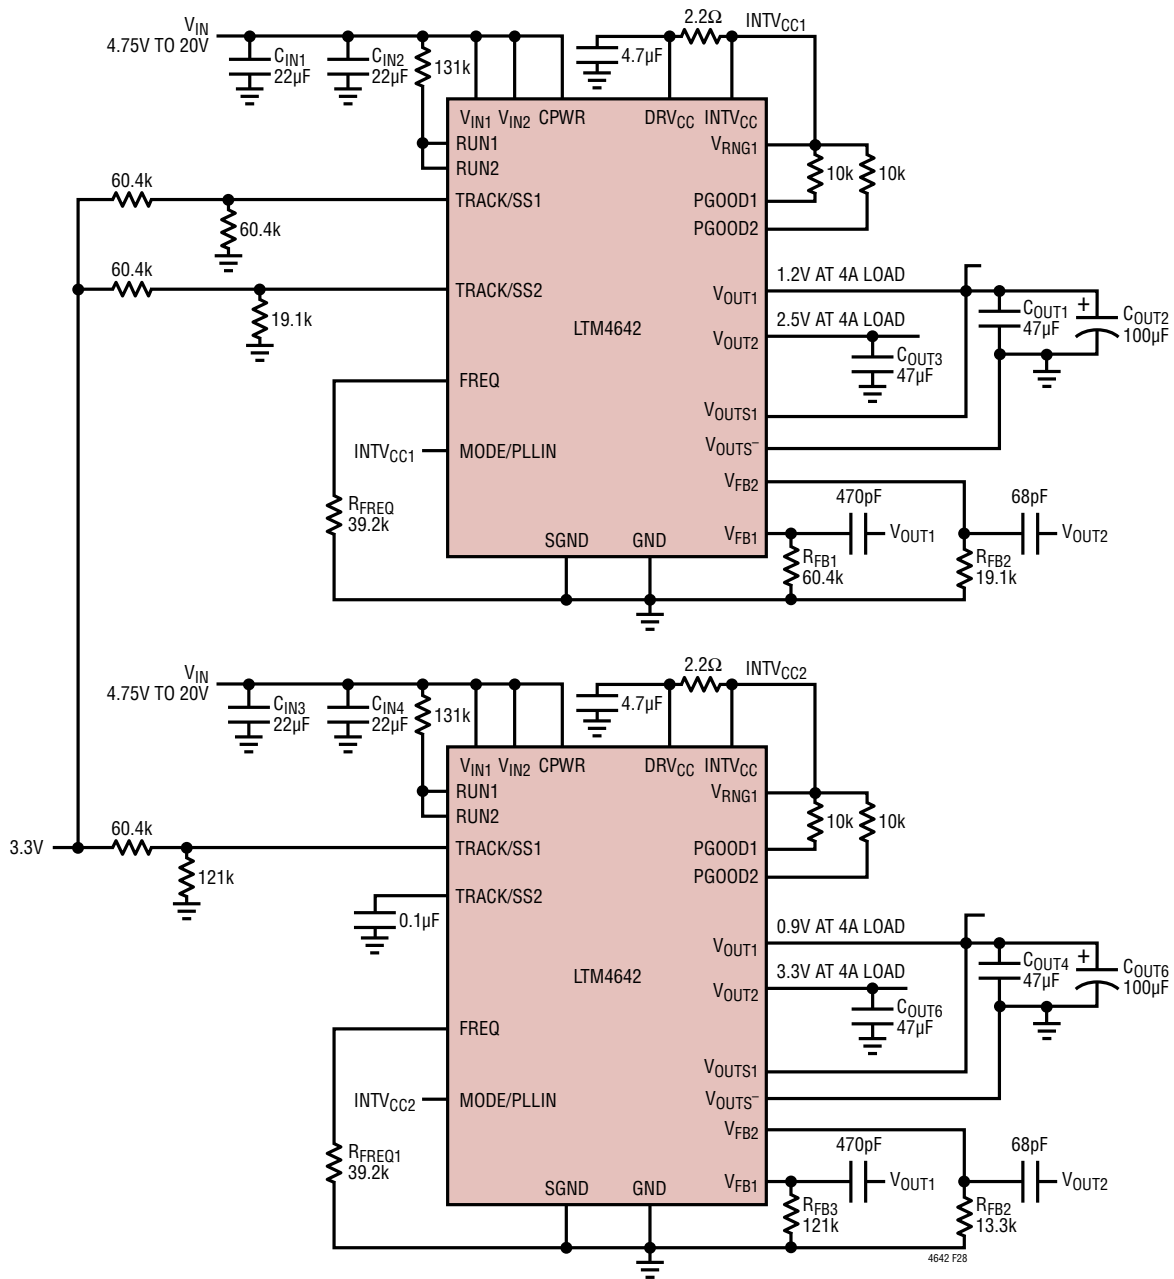 VIN
4.75V TO 20V
CIN1
22µF
CIN2
22µF
131k
4.7µF
2.2Ω
INTVCC1
VIN1 VIN2 CPWR
DRVCC INTVCC
RUN1
RUN2
VRNG1
10k
10k
60.4k
TRACK/SS1
PGOOD1
60.4k
PGOOD2
60.4k
TRACK/SS2
19.1k
LTM4642
1.2V AT 4A LOAD
VOUT1
COUT1
47µF
+
COUT2
100µF
2.5V AT 4A LOAD
VOUT2
COUT3
47µF
FREQ
VOUTS1
VOUTS–
INTVCC1
MODE/PLLIN
VFB2
RFREQ
39.2k
470pF
68pF
VFB1
VOUT1
VOUT2
SGND
GND
RFB1
60.4k
RFB2
19.1k
VIN
4.75V TO 20V
CIN3
22µF
CIN4
22µF
131k
4.7µF
2.2Ω
INTVCC2
VIN1 VIN2 CPWR
DRVCC INTVCC
RUN1
RUN2
VRNG1
10k
10k
3.3V
60.4k
TRACK/SS1
PGOOD1
121k
PGOOD2
TRACK/SS2
0.1µF
LTM4642
0.9V AT 4A LOAD
VOUT1
COUT4
47µF
+
COUT6
100µF
3.3V AT 4A LOAD
VOUT2
COUT6
47µF
FREQ
VOUTS1
VOUTS–
INTVCC2
MODE/PLLIN
VFB2
RFREQ1
39.2k
470pF
68pF
VFB1
VOUT1
VOUT2
SGND
GND
RFB3
121k
RFB2
13.3k
4642 F28